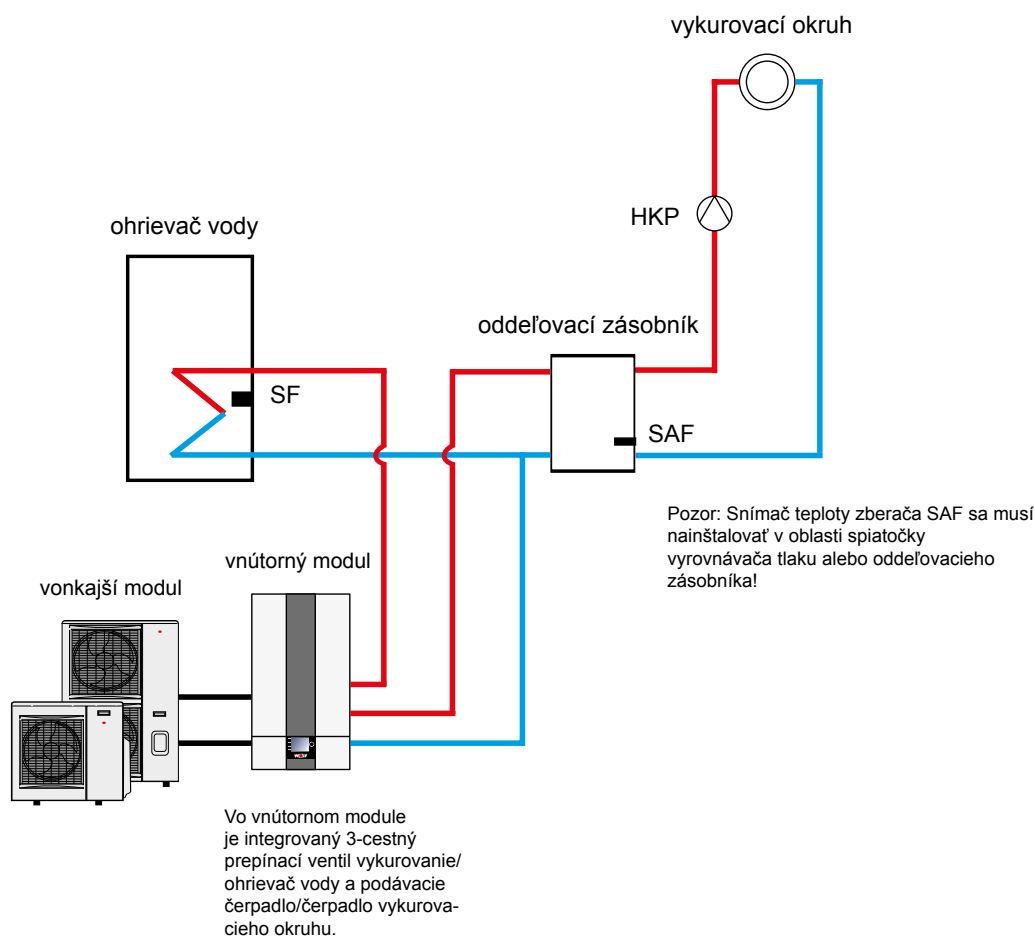 vykurovací okruh
HKP
ohrievač vody
oddeľovací zásobník
SF
SAF
Pozor: Snímač teploty zberača SAF sa musí
nainštalovať v oblasti spiatočky
vyrovnávača tlaku alebo oddeľovacieho
zásobníka!
vnútorný modul
vonkajší modul
WOLF
Vo vnútornom module
je integrovaný 3-cestný
prepínací ventil vykurovanie/
ohrievač vody a podávacie
čerpadlo/čerpadlo vykurova-
cieho okruhu.